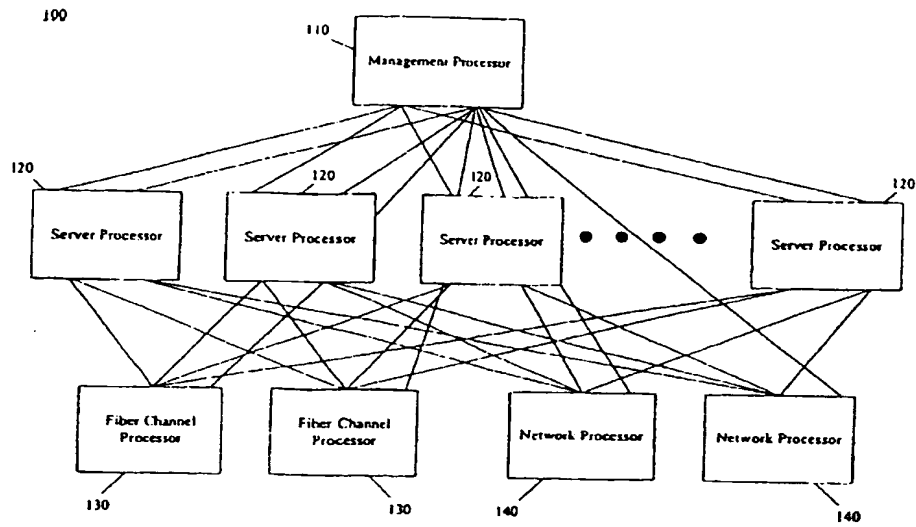 100
110
Management Processor
120
120
120
120
Server Processor
Server Processor
Server Processor
Server Processor
Fiber Channel
Processor
Fiber Channel
Processor
Network Processor
Network Processor
130
130
140
140